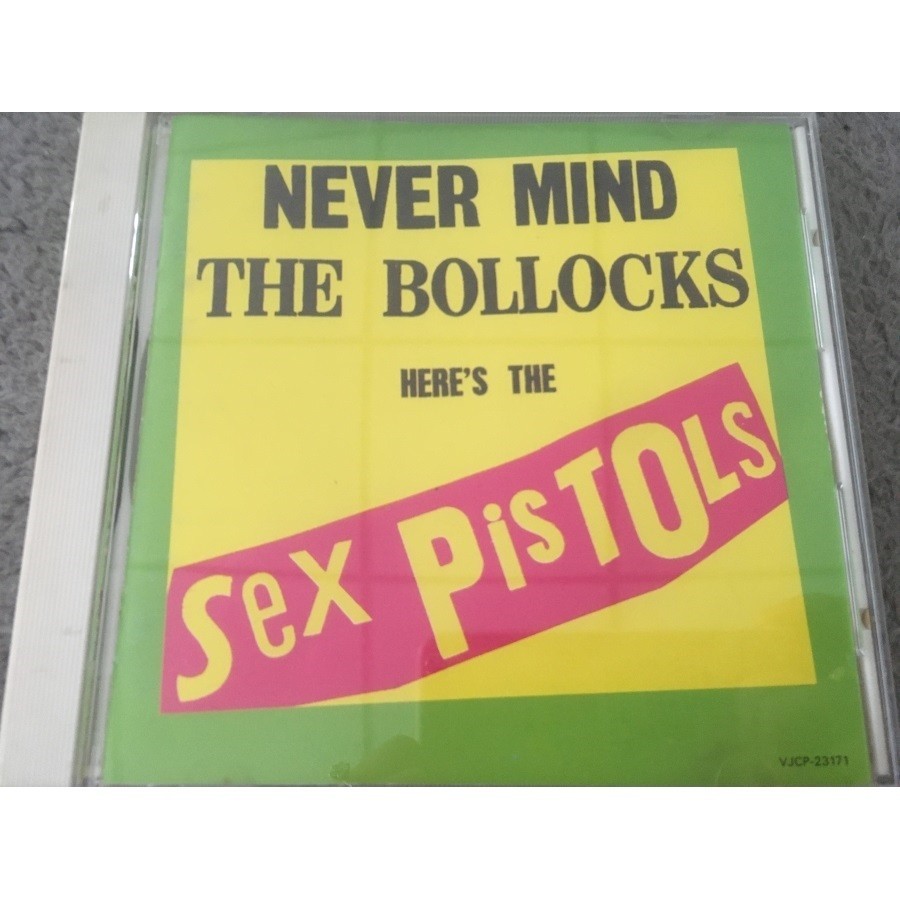 NEVER MIND
THE BOLLOCKS
HERE'S THE
Sex PiSTOLS
VJCP-23171